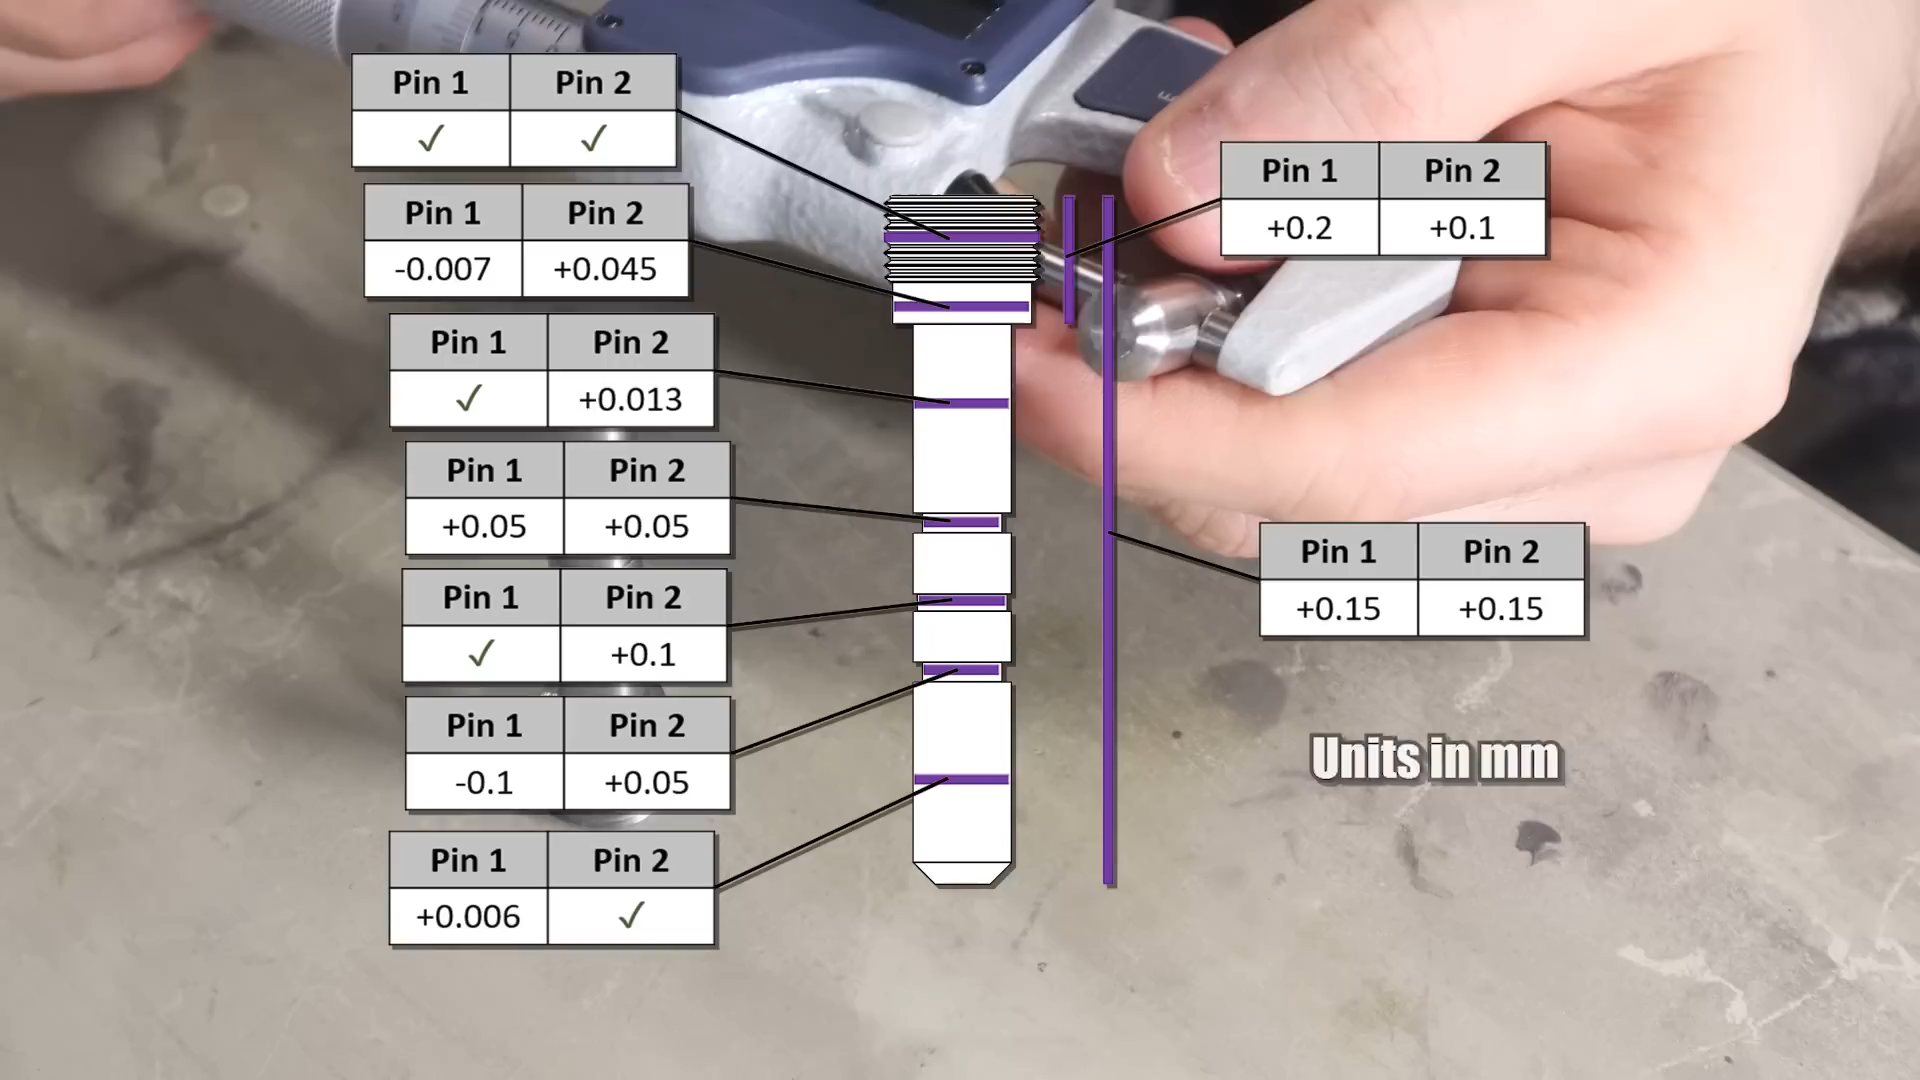 Pin 1 Pin 2
✓ ✓
Pin 1 Pin 2
-0.007 +0.045
Pin 1 Pin 2
✓ +0.013
Pin 1 Pin 2
+0.05 +0.05
Pin 1 Pin 2
✓ +0.1
Pin 1 Pin 2
-0.1 +0.05
Pin 1 Pin 2
+0.006 ✓
Pin 1 Pin 2
+0.2 +0.1
Pin 1 Pin 2
+0.15 +0.15
Units in mm